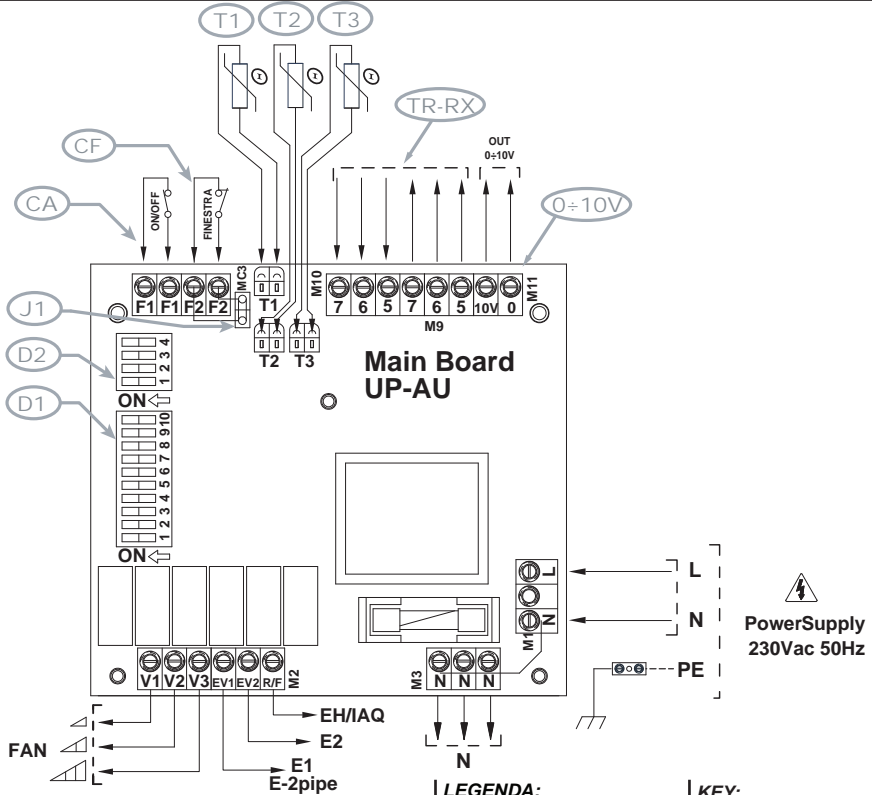 T1 T2 T3
TR-RX
OUT
0÷10V
CF
CA
ON/OFF
FINESTRA
0÷10V
F1 F1 F2 F2
MC3
T1
M10
7 6 5 7 6 5 10V 0
M11
M9
J1
T2 T3
Main Board
UP-AU
D2
1 2 3 4
ON
D1
1 2 3 4 5 6 7 8 9 10
ON
L
N
M1
L
N
PE
PowerSupply
230Vac 50Hz
V1 V2 V3 EV1 EV2 R/F
M2
M3
N N N
EH/IAQ
E2
E1
E-2pipe
FAN
N
LEGENDA:
KEY: